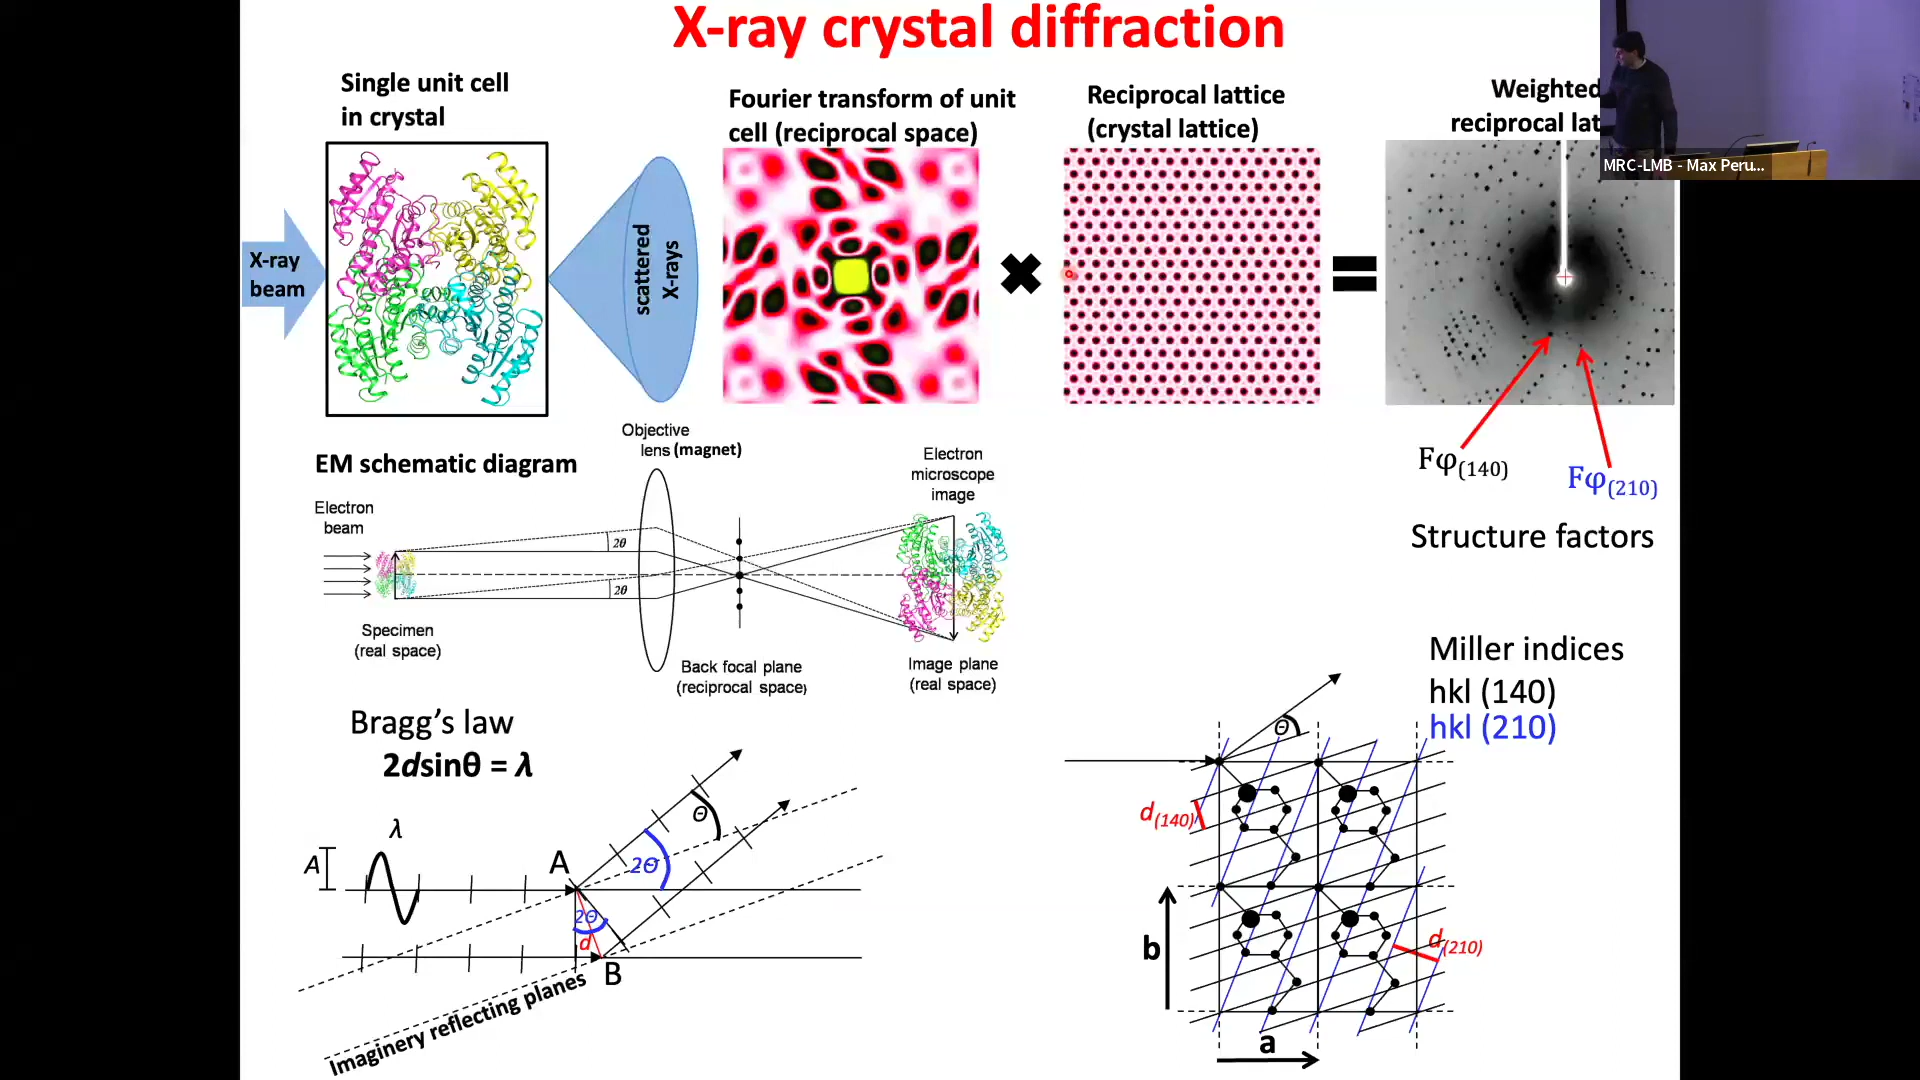 X-ray crystal diffraction
Single unit cell
in crystal
Fourier transform of unit
cell (reciprocal space)
Reciprocal lattice
(crystal lattice)
Weighted
reciprocal lat
MRC-LMB - Max Peru...
X-ray
beam
scattered
X-rays
Fφ(140)
Fφ(210)
Structure factors
EM schematic diagram
Objective
lens (magnet)
Electron
microscope
image
Electron
beam
2θ
2θ
Specimen
(real space)
Back focal plane
(reciprocal space)
Image plane
(real space)
Miller indices
hkl (140)
hkl (210)
Bragg's law
2dsinθ = λ
λ
A
A
Θ
2Θ
2Θ
d
B
Imaginery reflecting planes
Θ
d(140)
d(210)
b
a